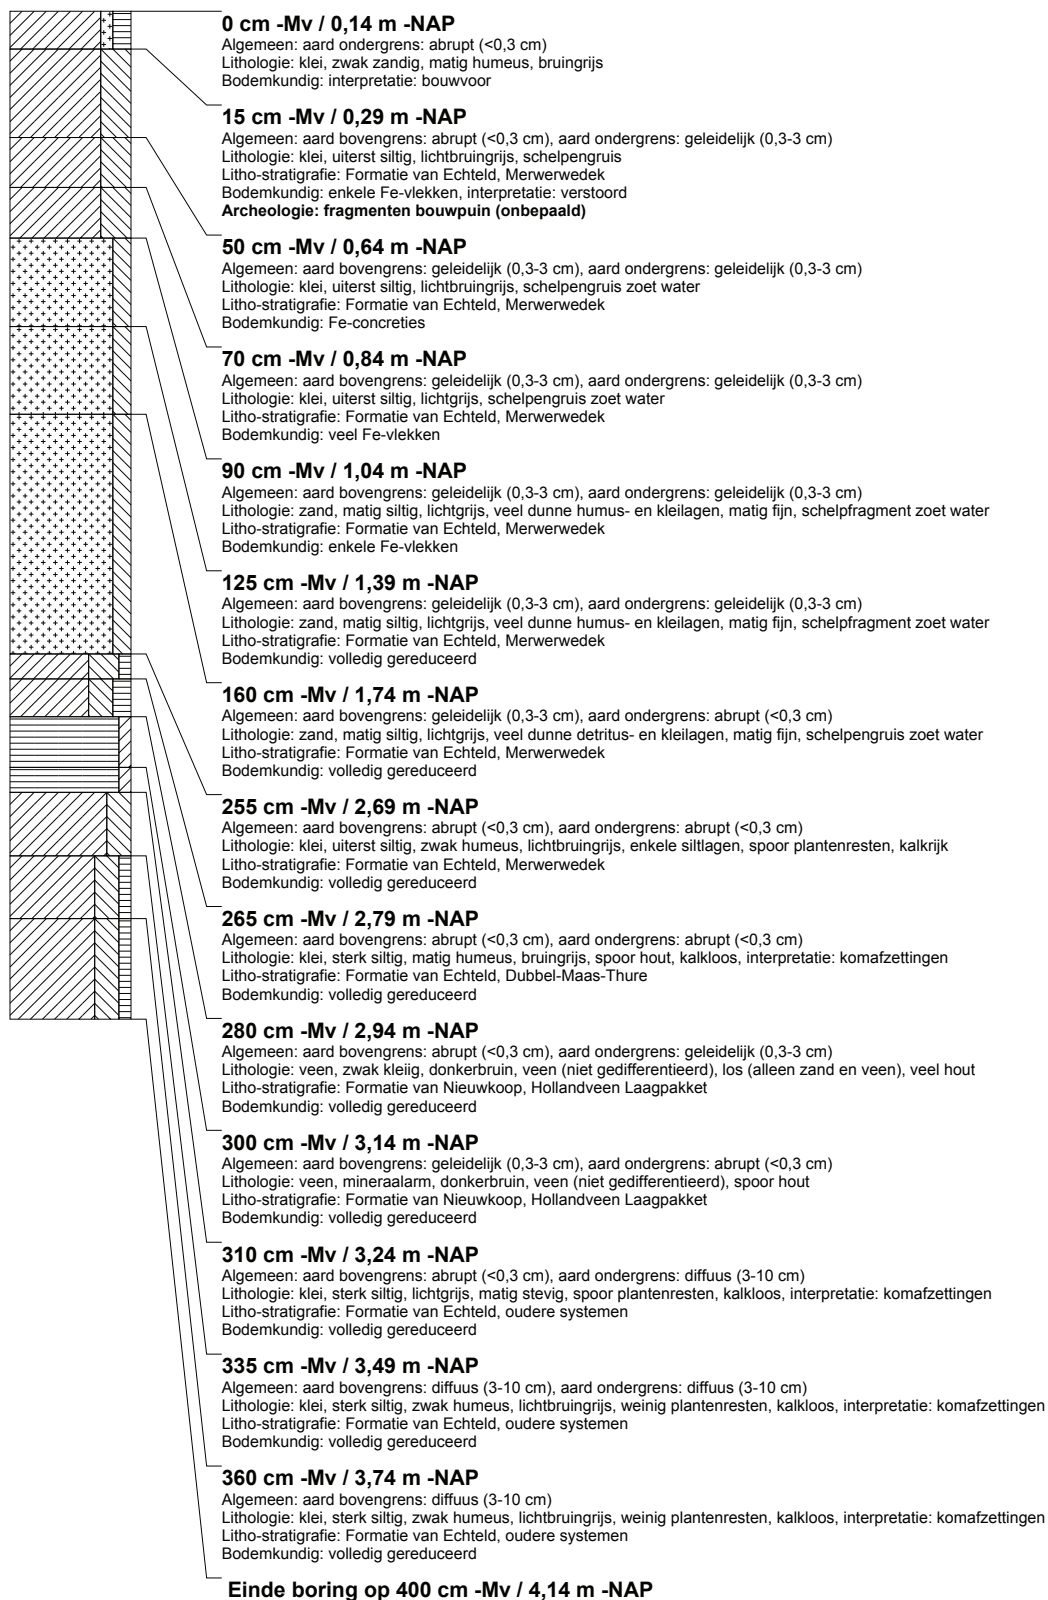 0 cm -Mv / 0,14 m -NAP
Algemeen: aard ondergrens: abrupt (<0,3 cm)
Lithologie: klei, zwak zandig, matig humeus, bruingrijs
Bodemkundig: interpretatie: bouwvoor
15 cm -Mv / 0,29 m -NAP
Algemeen: aard bovengrens: abrupt (<0,3 cm), aard ondergrens: geleidelijk (0,3-3 cm)
Lithologie: klei, uiterst siltig, lichtbruingrijs, schelpengruis
Litho-stratigrafie: Formatie van Echteld, Merwerwedek
Bodemkundig: enkele Fe-vlekken, interpretatie: verstoord
Archeologie: fragmenten bouwpuin (onbepaald)
50 cm -Mv / 0,64 m -NAP
Algemeen: aard bovengrens: geleidelijk (0,3-3 cm), aard ondergrens: geleidelijk (0,3-3 cm)
Lithologie: klei, uiterst siltig, lichtbruingrijs, schelpengruis zoet water
Litho-stratigrafie: Formatie van Echteld, Merwerwedek
Bodemkundig: Fe-concreties
70 cm -Mv / 0,84 m -NAP
Algemeen: aard bovengrens: geleidelijk (0,3-3 cm), aard ondergrens: geleidelijk (0,3-3 cm)
Lithologie: klei, uiterst siltig, lichtgrijs, schelpengruis zoet water
Litho-stratigrafie: Formatie van Echteld, Merwerwedek
Bodemkundig: veel Fe-vlekken
90 cm -Mv / 1,04 m -NAP
Algemeen: aard bovengrens: geleidelijk (0,3-3 cm), aard ondergrens: geleidelijk (0,3-3 cm)
Lithologie: zand, matig siltig, lichtgrijs, veel dunne humus- en kleilagen, matig fijn, schelpfragment zoet water
Litho-stratigrafie: Formatie van Echteld, Merwerwedek
Bodemkundig: enkele Fe-vlekken
125 cm -Mv / 1,39 m -NAP
Algemeen: aard bovengrens: geleidelijk (0,3-3 cm), aard ondergrens: geleidelijk (0,3-3 cm)
Lithologie: zand, matig siltig, lichtgrijs, veel dunne humus- en kleilagen, matig fijn, schelpfragment zoet water
Litho-stratigrafie: Formatie van Echteld, Merwerwedek
Bodemkundig: volledig gereduceerd
160 cm -Mv / 1,74 m -NAP
Algemeen: aard bovengrens: geleidelijk (0,3-3 cm), aard ondergrens: abrupt (<0,3 cm)
Lithologie: zand, matig siltig, lichtgrijs, veel dunne detritus- en kleilagen, matig fijn, schelpengruis zoet water
Litho-stratigrafie: Formatie van Echteld, Merwerwedek
Bodemkundig: volledig gereduceerd
255 cm -Mv / 2,69 m -NAP
Algemeen: aard bovengrens: abrupt (<0,3 cm), aard ondergrens: abrupt (<0,3 cm)
Lithologie: klei, uiterst siltig, zwak humeus, lichtbruingrijs, enkele siltlagen, spoor plantenresten, kalkrijk
Litho-stratigrafie: Formatie van Echteld, Merwerwedek
Bodemkundig: volledig gereduceerd
265 cm -Mv / 2,79 m -NAP
Algemeen: aard bovengrens: abrupt (<0,3 cm), aard ondergrens: abrupt (<0,3 cm)
Lithologie: klei, sterk siltig, matig humeus, bruingrijs, spoor hout, kalkloos, interpretatie: komafzettingen
Litho-stratigrafie: Formatie van Echteld, Dubbel-Maas-Thure
Bodemkundig: volledig gereduceerd
280 cm -Mv / 2,94 m -NAP
Algemeen: aard bovengrens: abrupt (<0,3 cm), aard ondergrens: geleidelijk (0,3-3 cm)
Lithologie: veen, zwak kleiig, donkerbruin, veen (niet gedifferentieerd), los (alleen zand en veen), veel hout
Litho-stratigrafie: Formatie van Nieuwkoop, Hollandveen Laagpakket
Bodemkundig: volledig gereduceerd
300 cm -Mv / 3,14 m -NAP
Algemeen: aard bovengrens: geleidelijk (0,3-3 cm), aard ondergrens: abrupt (<0,3 cm)
Lithologie: veen, mineraalarm, donkerbruin, veen (niet gedifferentieerd), spoor hout
Litho-stratigrafie: Formatie van Nieuwkoop, Hollandveen Laagpakket
Bodemkundig: volledig gereduceerd
310 cm -Mv / 3,24 m -NAP
Algemeen: aard bovengrens: abrupt (<0,3 cm), aard ondergrens: diffuus (3-10 cm)
Lithologie: klei, sterk siltig, lichtgrijs, matig stevig, spoor plantenresten, kalkloos, interpretatie: komafzettingen
Litho-stratigrafie: Formatie van Echteld, oudere systemen
Bodemkundig: volledig gereduceerd
335 cm -Mv / 3,49 m -NAP
Algemeen: aard bovengrens: diffuus (3-10 cm), aard ondergrens: diffuus (3-10 cm)
Lithologie: klei, sterk siltig, zwak humeus, lichtbruingrijs, weinig plantenresten, kalkloos, interpretatie: komafzettingen
Litho-stratigrafie: Formatie van Echteld, oudere systemen
Bodemkundig: volledig gereduceerd
360 cm -Mv / 3,74 m -NAP
Algemeen: aard bovengrens: diffuus (3-10 cm)
Lithologie: klei, sterk siltig, zwak humeus, lichtbruingrijs, weinig plantenresten, kalkloos, interpretatie: komafzettingen
Litho-stratigrafie: Formatie van Echteld, oudere systemen
Bodemkundig: volledig gereduceerd
Einde boring op 400 cm -Mv / 4,14 m -NAP